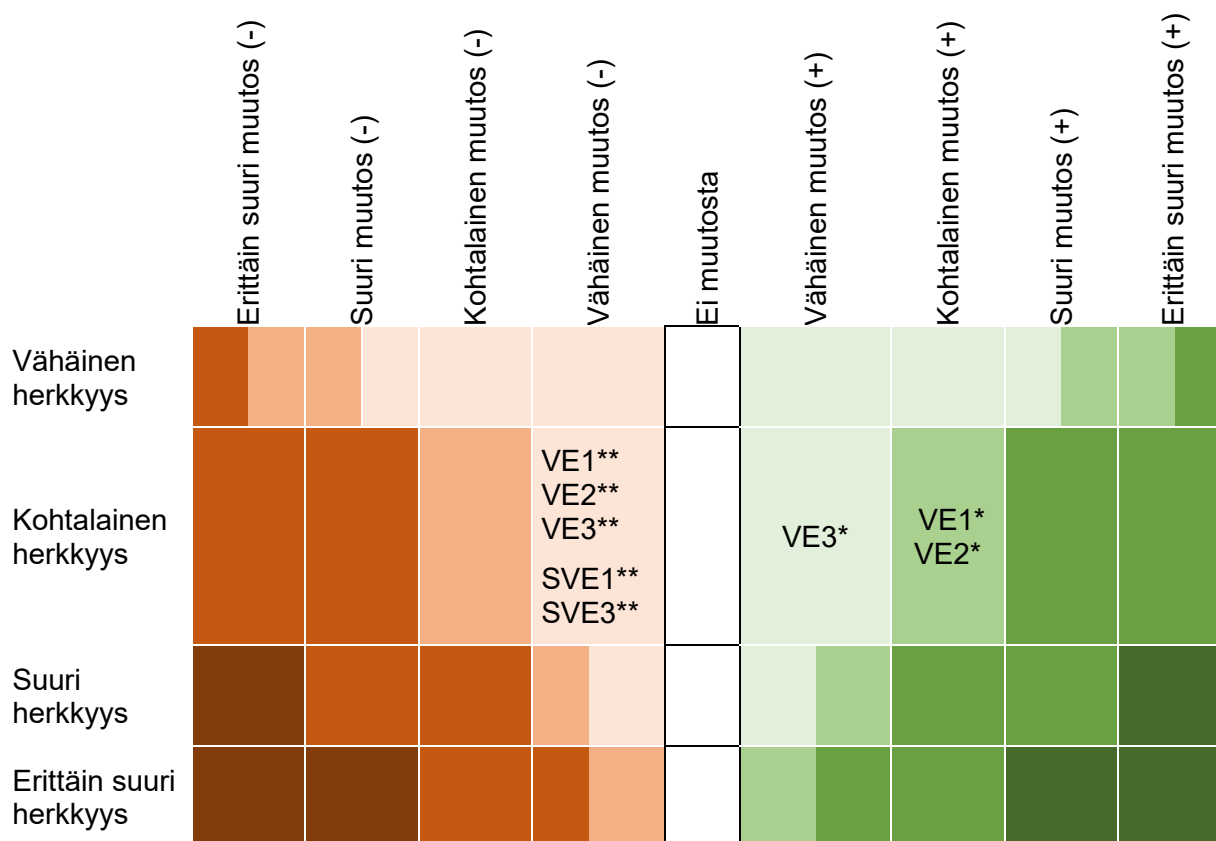 Erittäin suuri muutos (-)
Suuri muutos (-)
Kohtalainen muutos (-)
Vähäinen muutos (-)
Ei muutosta
Vähäinen muutos (+)
Kohtalainen muutos (+)
Suuri muutos (+)
Erittäin suuri muutos (+)
Vähäinen
herkkyys
Kohtalainen
herkkyys
VE1**
VE2**
VE3**
SVE1**
SVE3**
VE3*
VE1*
VE2*
Suuri
herkkyys
Erittäin suuri
herkkyys